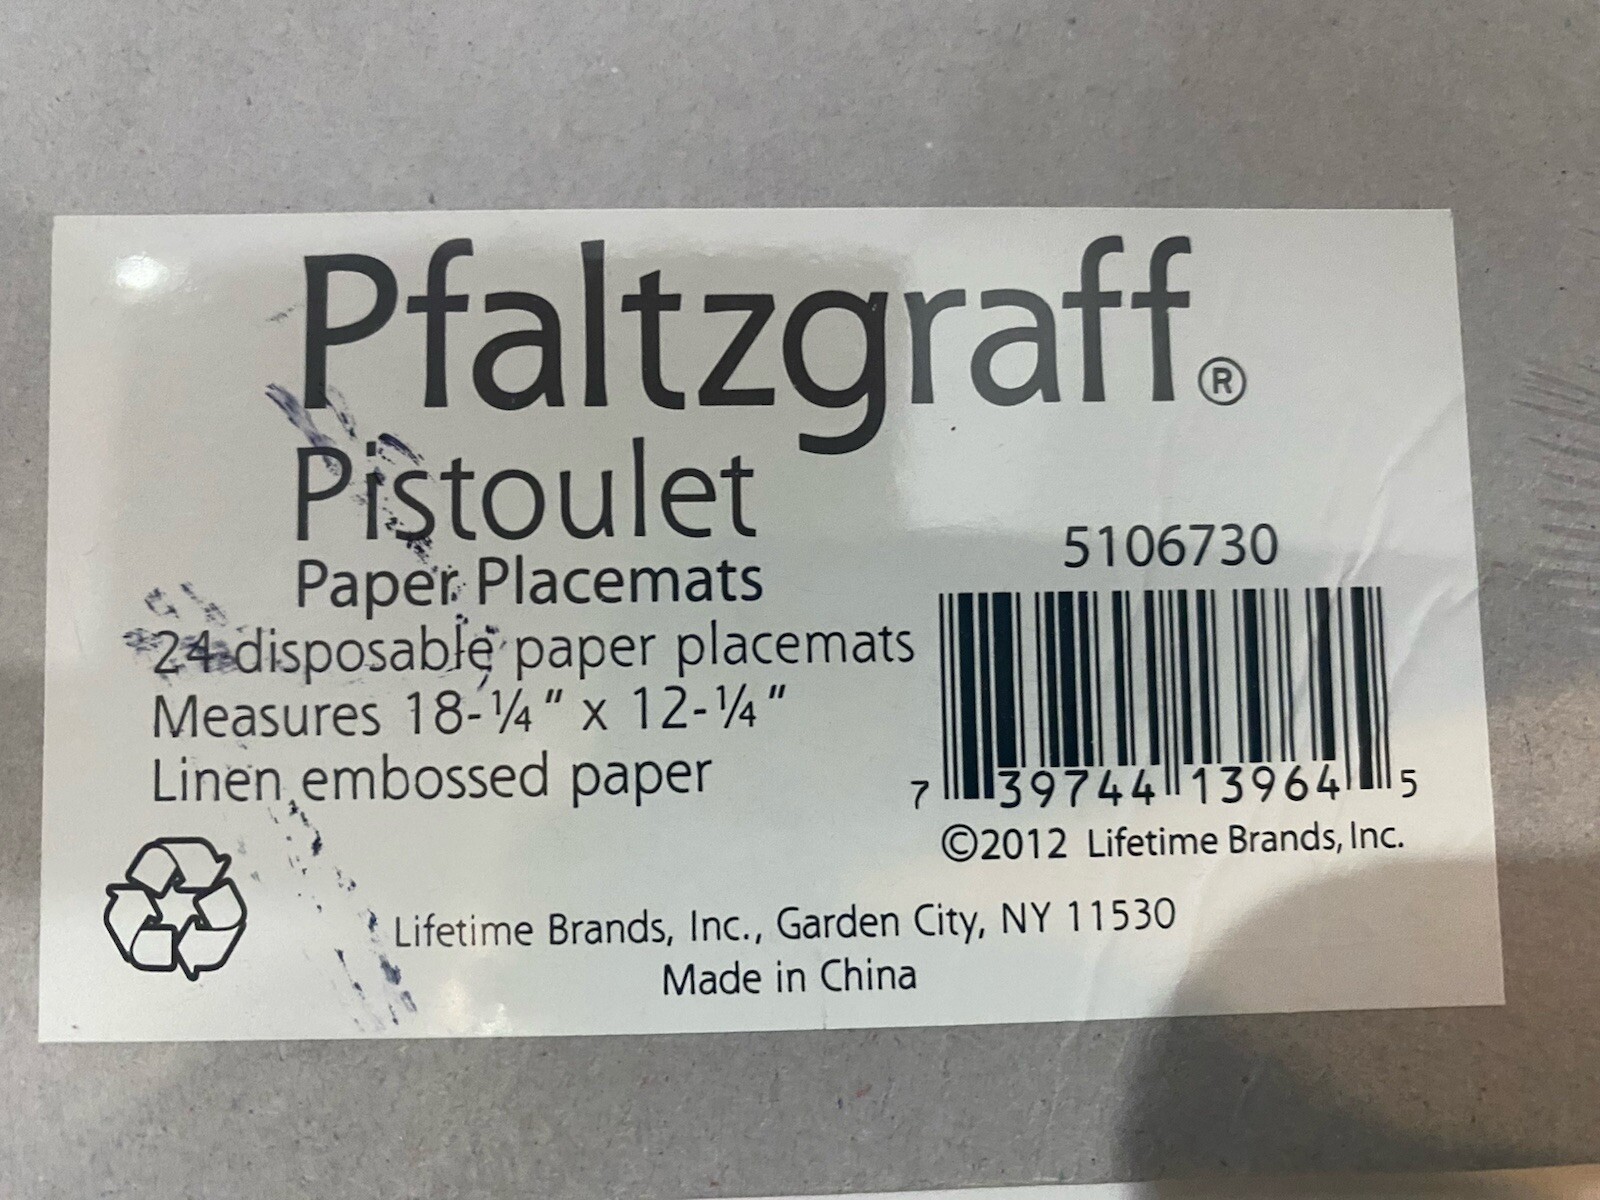 Pfaltzgraff®
Pistoulet
Paper Placemats
24 disposable paper placemats
Measures 18-¼" x 12-¼"
Linen embossed paper
5106730
7 39744 13964 5
©2012 Lifetime Brands, Inc.
Lifetime Brands, Inc., Garden City, NY 11530
Made in China